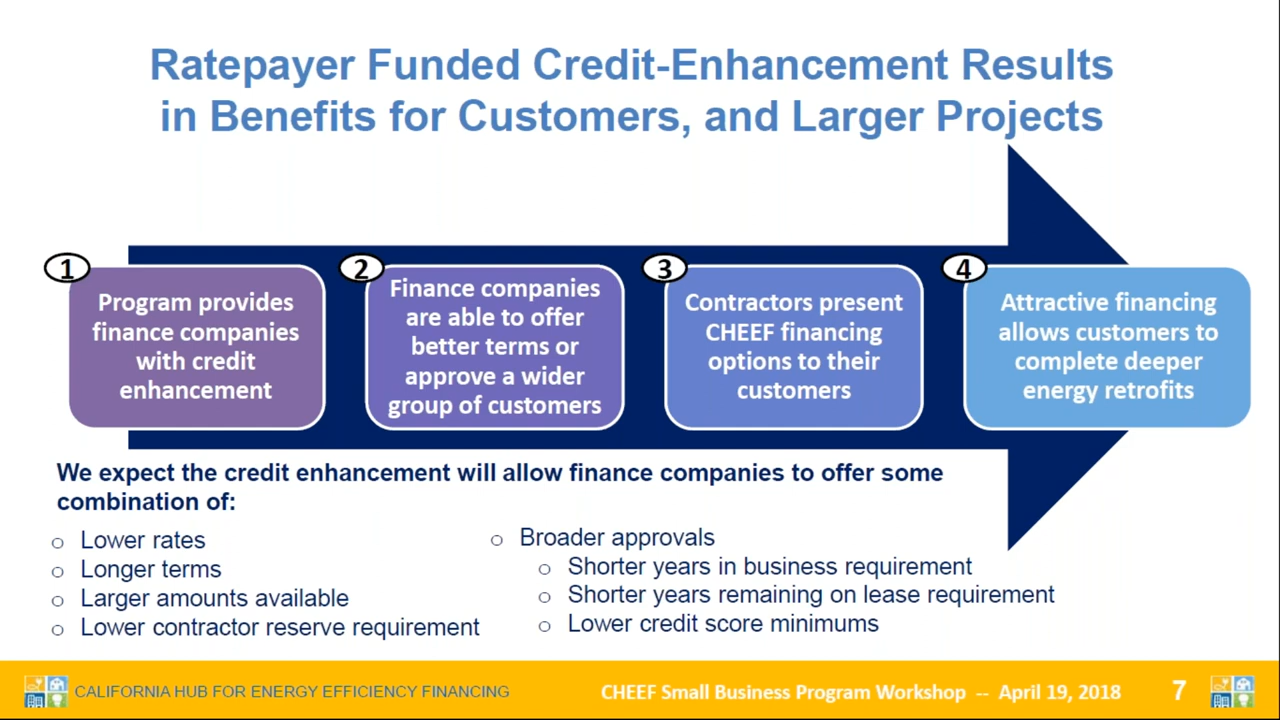 Ratepayer Funded Credit-Enhancement Results
in Benefits for Customers, and Larger Projects
1
Program provides
finance companies
with credit
enhancement
2
Finance companies
are able to offer
better terms or
approve a wider
group of customers
3
Contractors present
CHEEF financing
options to their
customers
4
Attractive financing
allows customers to
complete deeper
energy retrofits
We expect the credit enhancement will allow finance companies to offer some
combination of:
o Lower rates
o Longer terms
o Larger amounts available
o Lower contractor reserve requirement
o Broader approvals
o Shorter years in business requirement
o Shorter years remaining on lease requirement
o Lower credit score minimums
CALIFORNIA HUB FOR ENERGY EFFICIENCY FINANCING
CHEEF Small Business Program Workshop -- April 19, 2018
7